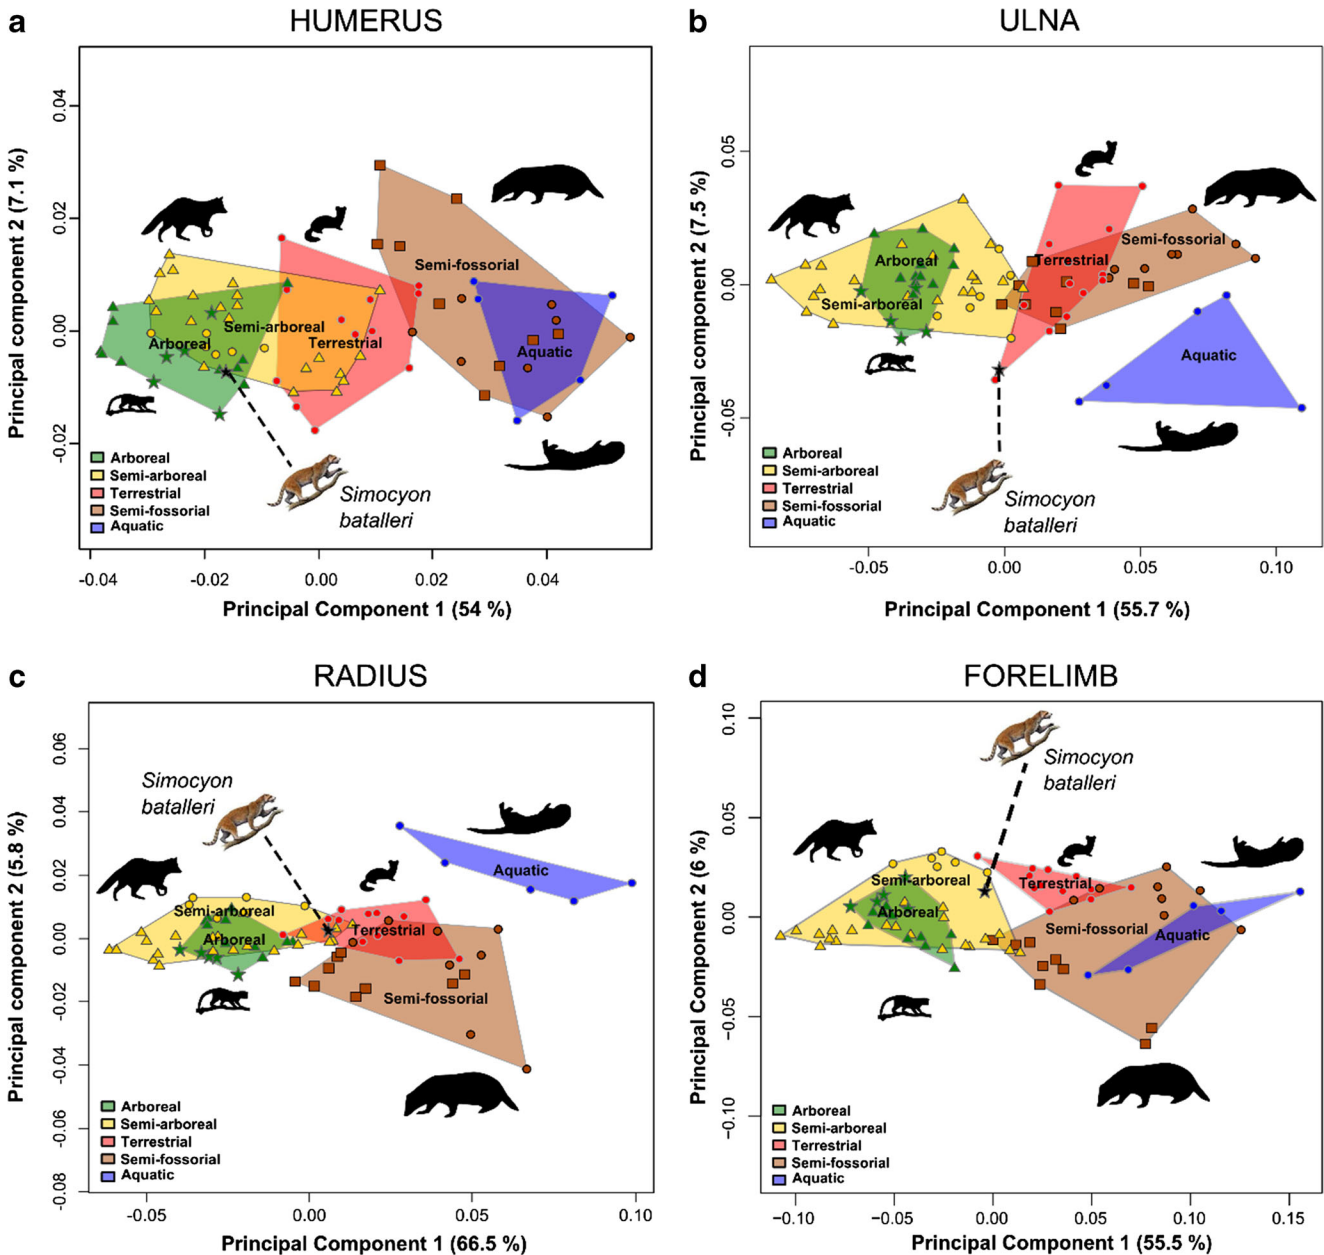 a
HUMERUS
Principal component 2 (7.1 %)
0.04
0.02
0.00
-0.02
Semi-fossorial
Semi-arboreal
Arboreal
Terrestrial
Aquatic
Arboreal
Semi-arboreal
Terrestrial
Semi-fossorial
Aquatic
Simocyon
batalleri
-0.04 -0.02 0.00 0.02 0.04
Principal Component 1 (54 %)
b
ULNA
Principal component 2 (7.5 %)
0.05
0.00
-0.05
Semi-fossorial
Arboreal
Terrestrial
Semi-arboreal
Aquatic
Arboreal
Semi-arboreal
Terrestrial
Semi-fossorial
Aquatic
Simocyon
batalleri
-0.05 0.00 0.05 0.10
Principal Component 1 (55.7 %)
c
RADIUS
Principal component 2 (5.8 %)
0.06
0.04
0.02
0.00
-0.02
-0.04
-0.06
-0.08
Simocyon
batalleri
Aquatic
Semi-arboreal
Terrestrial
Arboreal
Semi-fossorial
Arboreal
Semi-arboreal
Terrestrial
Semi-fossorial
Aquatic
-0.05 0.00 0.05 0.10
Principal Component 1 (66.5 %)
d
FORELIMB
Principal Component 2 (6 %)
0.10
0.05
0.00
−0.05
−0.10
Simocyon
batalleri
Semi-arboreal
Terrestrial
Arboreal
Semi-fossorial
Aquatic
Arboreal
Semi-arboreal
Terrestrial
Semi-fossorial
Aquatic
−0.10 −0.05 0.00 0.05 0.10 0.15
Principal Component 1 (55.5 %)